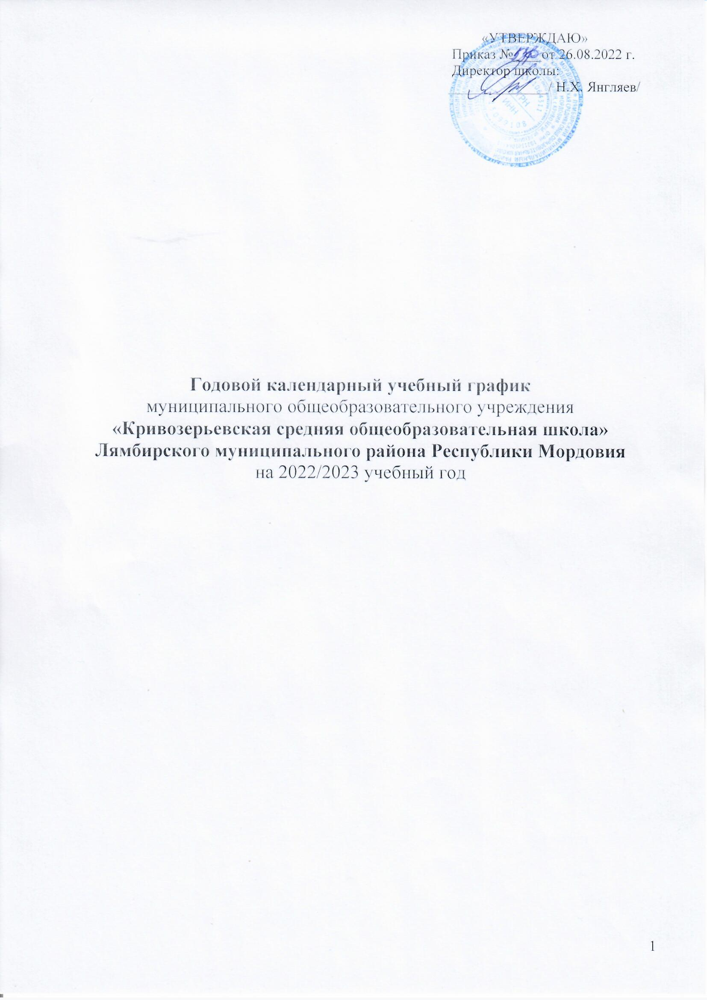 «УТВЕРЖДАЮ»
Приказ № от 26.08.2022 г.
Директор школы:
/ Н.Х. Янгляев/
Годовой календарный учебный график
муниципального общеобразовательного учреждения
«Кривозерьевская средняя общеобразовательная школа»
Лямбирского муниципального района Республики Мордовия
на 2022/2023 учебный год
1